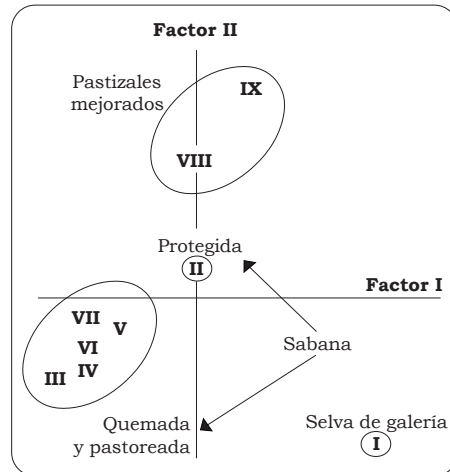 Factor II
Pastizales
mejorados
IX
VIII
Protegida
II
Factor I
VII
V
VI
III
IV
Sabana
Quemada
y pastoreada
Selva de galería
I